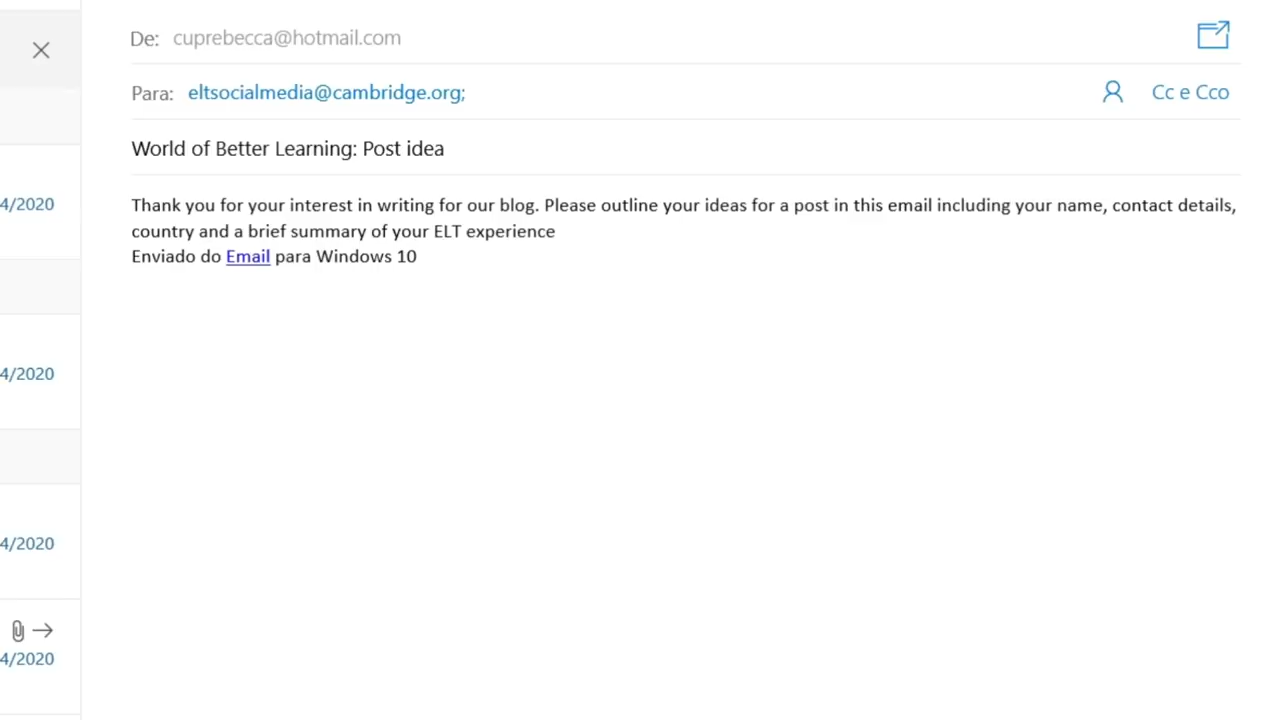 De: cuprebecca@hotmail.com
Para: eltsocialmedia@cambridge.org;
Cc e Cco
World of Better Learning: Post idea
Thank you for your interest in writing for our blog. Please outline your ideas for a post in this email including your name, contact details,
country and a brief summary of your ELT experience
Enviado do Email para Windows 10
4/2020
4/2020
4/2020
4/2020